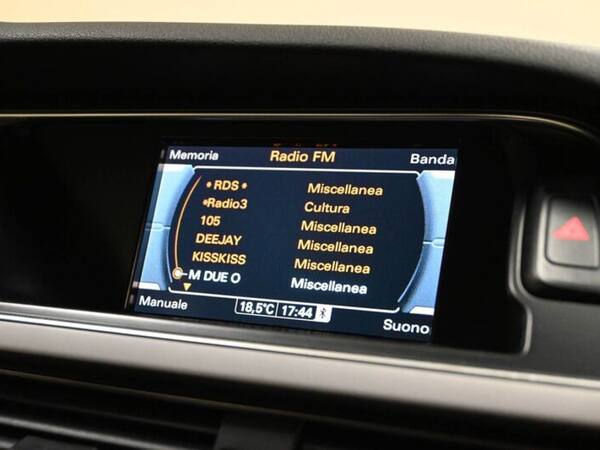 Memoria Radio FM Banda
• RDS • Miscellanea
•Radio3 Cultura
105 Miscellanea
DEEJAY Miscellanea
KISSKISS Miscellanea
M DUE O Miscellanea
Manuale 18,5°C 17:44 Suono